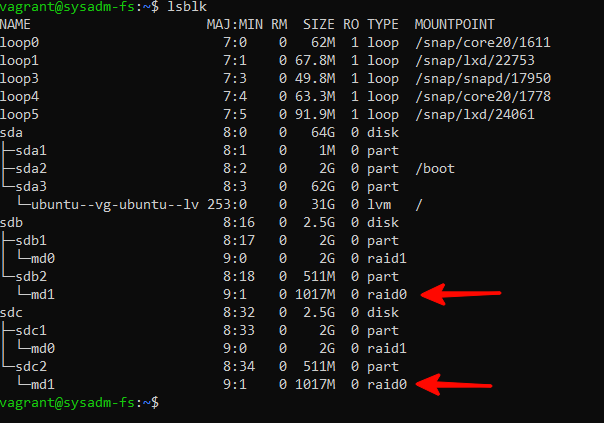 vagrant@sysadm-fs:~$ lsblk
NAME                      MAJ:MIN RM  SIZE RO TYPE  MOUNTPOINT
loop0                       7:0    0   62M  1 loop  /snap/core20/1611
loop1                       7:1    0 67.8M  1 loop  /snap/lxd/22753
loop3                       7:3    0 49.8M  1 loop  /snap/snapd/17950
loop4                       7:4    0 63.3M  1 loop  /snap/core20/1778
loop5                       7:5    0 91.9M  1 loop  /snap/lxd/24061
sda                         8:0    0   64G  0 disk
├─sda1                      8:1    0    1M  0 part
├─sda2                      8:2    0    2G  0 part  /boot
└─sda3                      8:3    0   62G  0 part
  └─ubuntu--vg-ubuntu--lv 253:0    0   31G  0 lvm   /
sdb                         8:16   0  2.5G  0 disk
├─sdb1                      8:17   0    2G  0 part
│ └─md0                     9:0    0    2G  0 raid1
└─sdb2                      8:18   0  511M  0 part
  └─md1                     9:1    0 1017M  0 raid0
sdc                         8:32   0  2.5G  0 disk
├─sdc1                      8:33   0    2G  0 part
│ └─md0                     9:0    0    2G  0 raid1
└─sdc2                      8:34   0  511M  0 part
  └─md1                     9:1    0 1017M  0 raid0
vagrant@sysadm-fs:~$